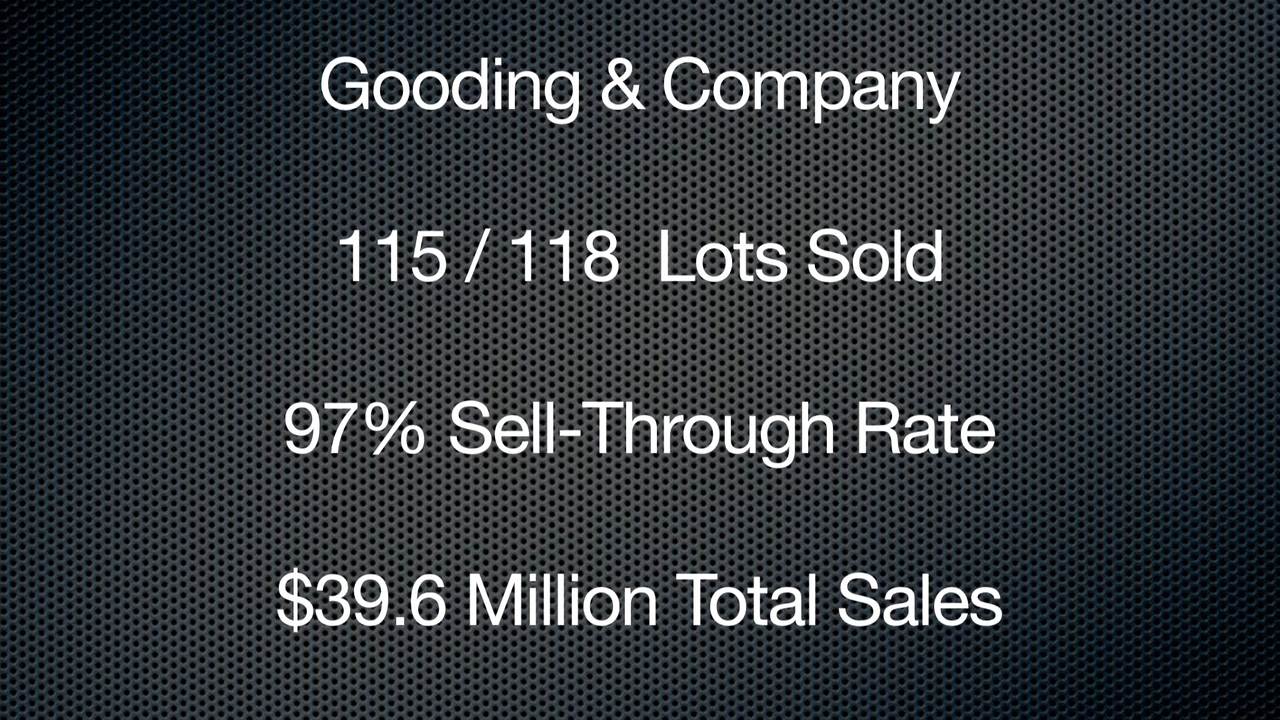 Gooding & Company
115 / 118 Lots Sold
97% Sell-Through Rate
$39.6 Million Total Sales